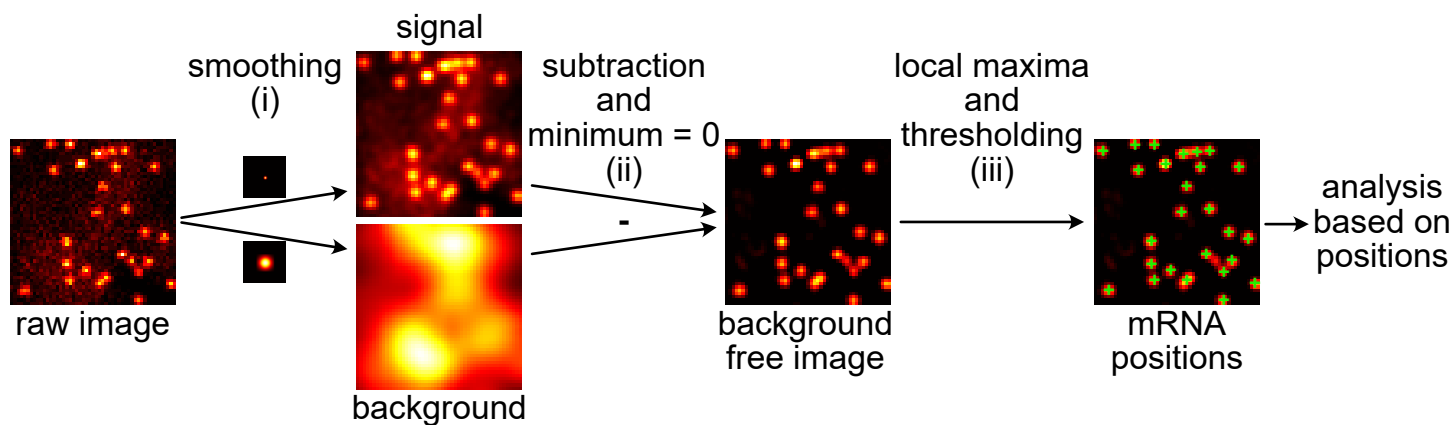 signal
smoothing
(i)
subtraction
and
minimum = 0
(ii)
-
local maxima
and
thresholding
(iii)
analysis
based on
positions
raw image
background
background
free image
mRNA
positions